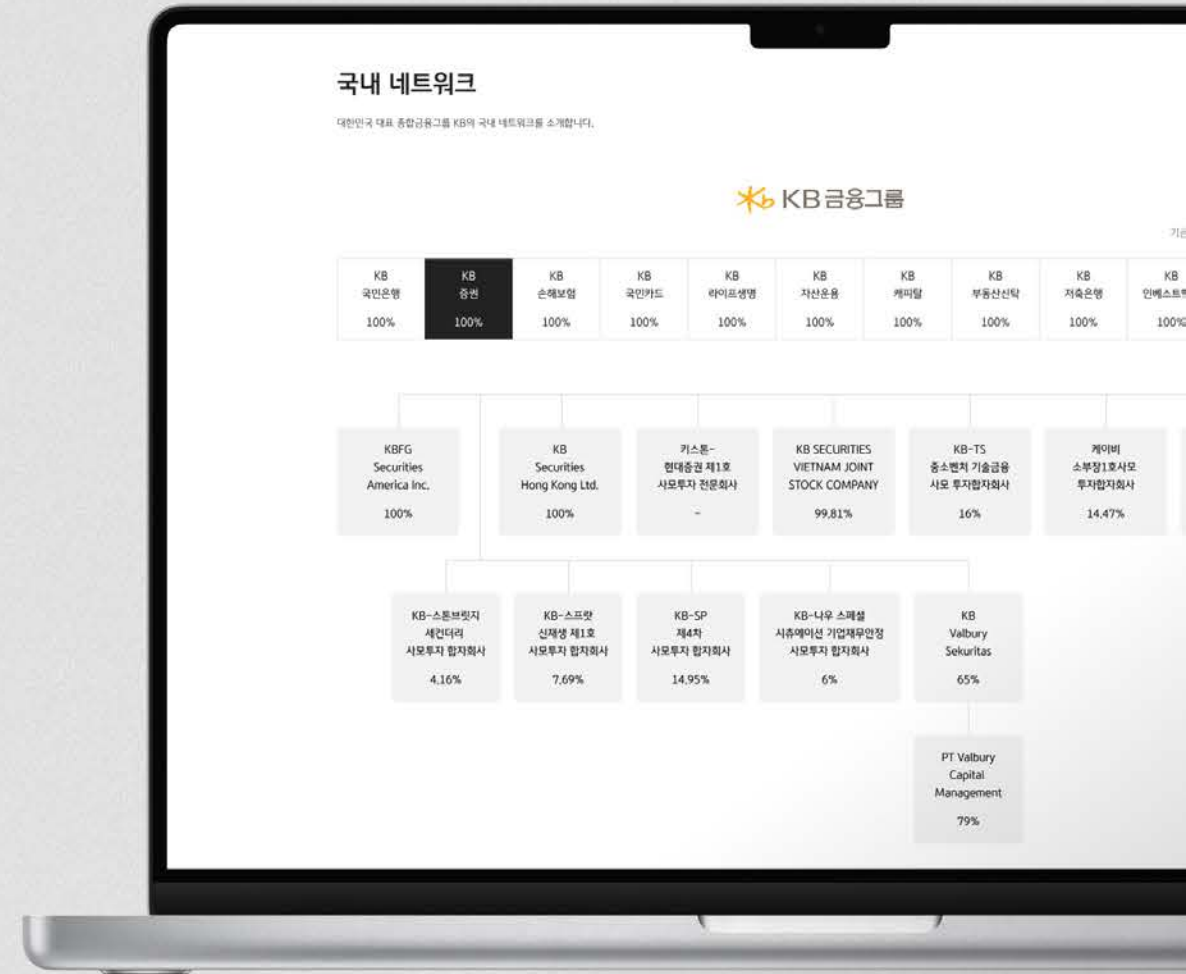 국내 네트워크
대한민국 대표 종합금융그룹 KB의 국내 네트워크를 소개합니다.
KB 금융그룹
KB KB KB KB KB KB KB KB KB KB
국민은행 증권 손해보험 국민카드 라이프생명 자산운용 캐피탈 부동산신탁 저축은행
100% 100% 100% 100% 100% 100% 100% 100% 100% 100%
KBFG
Securities
America Inc.
100%
KB
Securities
Hong Kong Ltd.
100%
키스톤-
현대증권 제1호
사모투자 전문회사
-
KB SECURITIES
VIETNAM JOINT
STOCK COMPANY
99.81%
KB-TS
중소벤처 기술금융
사모 투자합자회사
16%
케이비
소부장1호사모
투자합자회사
14.47%
KB-스톤브릿지
세컨더리
사모투자 합자회사
4.16%
KB-스프랏
신재생 제1호
사모투자 합자회사
7.69%
KB-SP
제4차
사모투자 합자회사
14.95%
KB-나우 스페셜
시츄에이션 기업재무안정
사모투자 합자회사
6%
KB
Valbury
Sekuritas
65%
PT Valbury
Capital
Management
79%